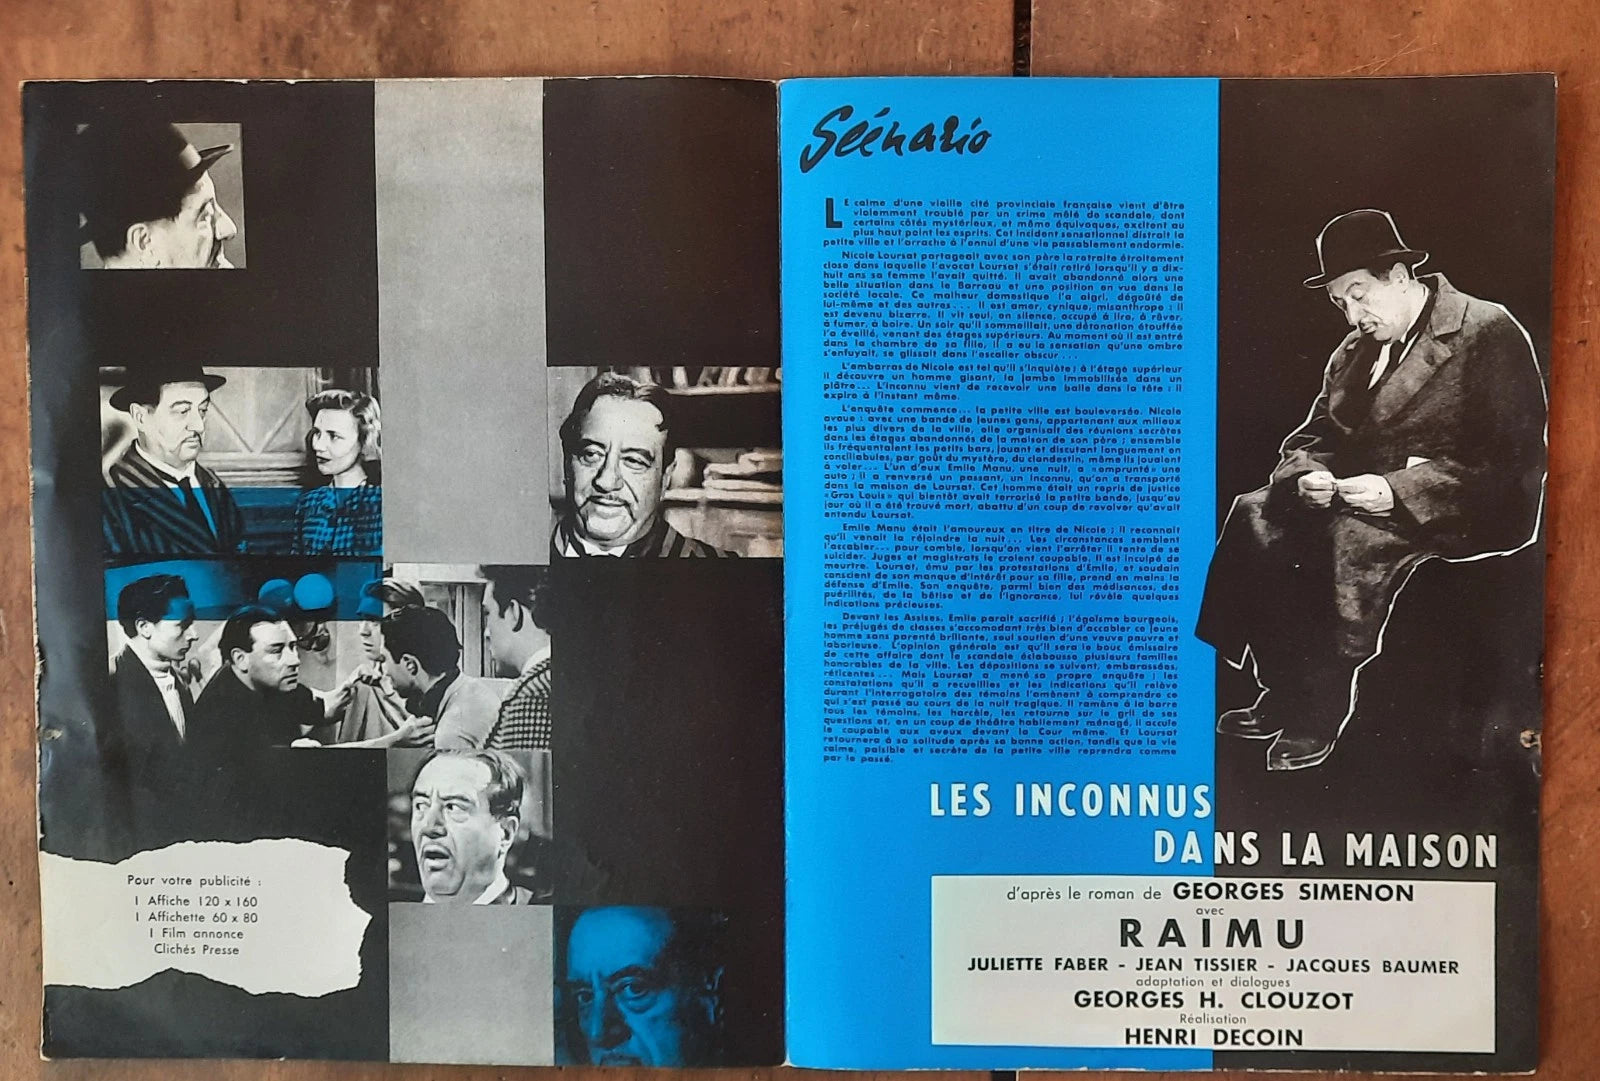 Pour votre publicité :
1 Affiche 120 x 160
1 Affichette 60 x 80
1 Film annonce
Clichés Presse
Scénario
LE calme d'une vieille cité provinciale française vient d'être
violemment troublé par un crime mêlé de scandale, dont
certains côtés mystérieux, et même équivoques, excitent au
plus haut point les esprits. Cet incident sensationnel distrait la
petite ville et l'arrache à l'ennui d'une vie passablement endormie.
Nicole Loursat partageait avec son père la retraite étroitement
close dans laquelle l'avocat Loursat s'était retiré lorsqu'il y a dix-
huit ans sa femme l'avait quitté. Il avait abandonné alors une
belle situation dans le Barreau et une position en vue dans la
société locale. Ce malheur domestique l'a aigri, dégoûté de
lui-même et des autres.... Il est amer, cynique, misanthrope : il
est devenu bizarre. Il vit seul, en silence, occupé à lire, à rêver,
à fumer, à boire. Un soir qu'il sommeillait, une détonation étouffée
l'a éveillé, venant des étages supérieurs. Au moment où il est entré
dans la chambre de sa fille, il a eu la sensation qu'une ombre
s'enfuyait, se glissait dans l'escalier obscur....
L'embarras de Nicole est tel qu'il s'inquiète ; à l'étage supérieur
il découvre un homme gisant, la jambe immobilisée dans un
plâtre... L'inconnu vient de recevoir une balle dans la tête : il
expire à l'instant même.
L'enquête commence... la petite ville est bouleversée. Nicole
avoue : avec une bande de jeunes gens, appartenant aux milieux
les plus divers de la ville, elle organisait des réunions secrètes
dans les étages abandonnés de la maison de son père ; ensemble
ils fréquentaient les petits bars, jouant et discutant longuement en
conciliabules, par goût du mystère, du clandestin, même ils jouaient
à voler... L'un d'eux Emile Manu, une nuit, a «emprunté» une
auto ; il a renversé un passant, un inconnu, qu'on a transporté
dans la maison de Loursat. Cet homme était un repris de justice
«Gros Louis» qui bientôt avait terrorisé la petite bande, jusqu'au
jour où il a été trouvé mort, abattu d'un coup de revolver qu'avait
entendu Loursat.
Emile Manu était l'amoureux en titre de Nicole ; il reconnait
qu'il venait la réjoindre la nuit... Les circonstances semblent
l'accabler... pour comble, lorsqu'on vient l'arrêter il tente de se
suicider. Juges et magistrats le croient coupable. Il est inculpé de
meurtre. Loursat, ému par les protestations d'Emile, et soudain
conscient de son manque d'intérêt pour sa fille, prend en mains la
défense d'Emile. Son enquête, parmi bien des médisances, des
puérilités, de la bêtise et de l'ignorance, lui révèle quelques
indications précieuses.
Devant les Assises, Emile parait sacrifié ; l'égoïsme bourgeois,
les préjugés de classes s'accomodant très bien d'accabler ce jeune
homme sans parenté brillante, seul soutien d'une veuve pauvre et
laborieuse. L'opinion générale est qu'il sera le bouc émissaire
de cette affaire dont le scandale éclabousse plusieurs familles
honorables de la ville. Les dépositions se suivent, embarassées,
réticentes... Mais Loursat a mené sa propre enquête ; les
constatations qu'il a recueillies et les indications qu'il relève
durant l'interrogatoire des témoins l'amènent à comprendre ce
qui s'est passé au cours de la nuit tragique. Il ramène à la barre
tous les témoins, les harcèle, les retourne sur le gril de ses
questions et, en un coup de théâtre habilement ménagé, il accule
le coupable aux aveux devant la Cour même. Et Loursat
retournera à sa solitude après sa bonne action, tandis que la vie
calme, paisible et secrète de la petite ville reprendra comme
par le passé.
LES INCONNUS
DANS LA MAISON
d'après le roman de GEORGES SIMENON
avec
RAIMU
JULIETTE FABER - JEAN TISSIER - JACQUES BAUMER
adaptation et dialogues
GEORGES H. CLOUZOT
Réalisation
HENRI DECOIN